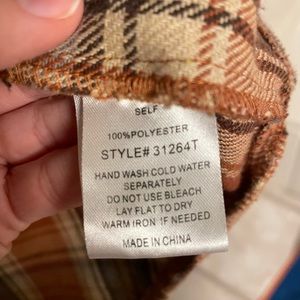 SELF
100%POLYESTER
STYLE# 31264T
HAND WASH COLD WATER
SEPARATELY
DO NOT USE BLEACH
LAY FLAT TO DRY
WARM IRON IF NEEDED
MADE IN CHINA